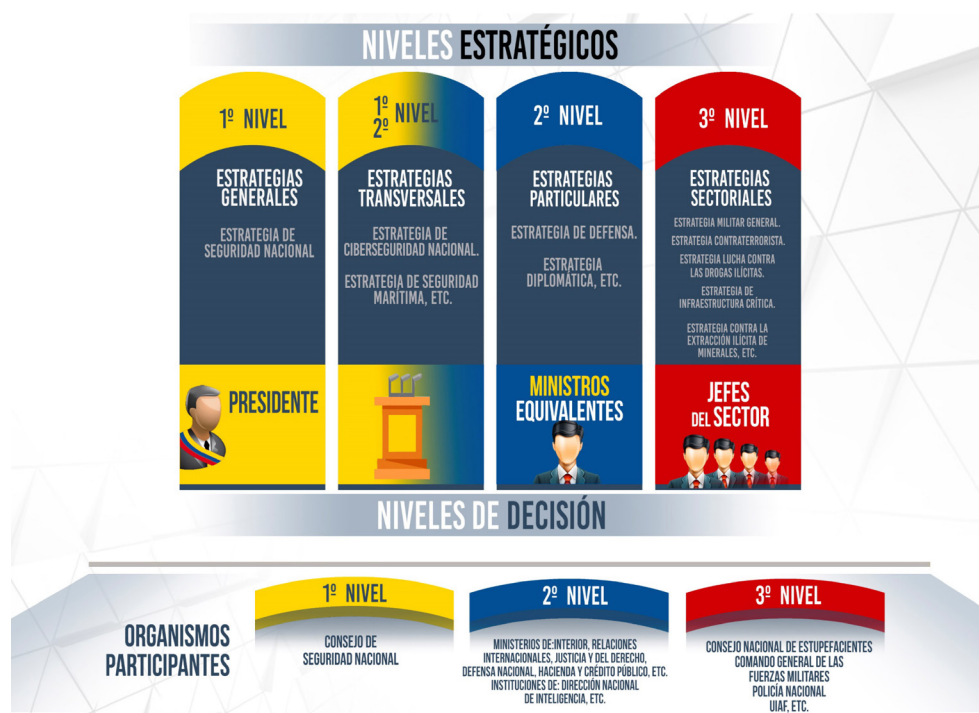 NIVELES ESTRATÉGICOS
1º NIVEL
ESTRATEGIAS
GENERALES
ESTRATEGIA DE
SEGURIDAD NACIONAL
PRESIDENTE
1º
2º NIVEL
ESTRATEGIAS
TRANSVERSALES
ESTRATEGIA DE
CIBERSEGURIDAD NACIONAL.
ESTRATEGIA DE SEGURIDAD
MARÍTIMA, ETC.
2º NIVEL
ESTRATEGIAS
PARTICULARES
ESTRATEGIA DE DEFENSA.
ESTRATEGIA
DIPLOMÁTICA, ETC.
MINISTROS
EQUIVALENTES
3º NIVEL
ESTRATEGIAS
SECTORIALES
ESTRATEGIA MILITAR GENERAL.
ESTRATEGIA CONTRATERRORISTA.
ESTRATEGIA LUCHA CONTRA
LAS DROGAS ILÍCITAS.
ESTRATEGIA DE
INFRAESTRUCTURA CRÍTICA.
ESTRATEGIA CONTRA LA
EXTRACCIÓN ILÍCITA DE
MINERALES, ETC.
JEFES
DEL SECTOR
NIVELES DE DECISIÓN
ORGANISMOS
PARTICIPANTES
1º NIVEL
CONSEJO DE
SEGURIDAD NACIONAL
2º NIVEL
MINISTERIOS DE:INTERIOR, RELACIONES
INTERNACIONALES, JUSTICIA Y DEL DERECHO,
DEFENSA NACIONAL, HACIENDA Y CRÉDITO PÚBLICO, ETC.
INSTITUCIONES DE: DIRECCIÓN NACIONAL
DE INTELIGENCIA, ETC.
3º NIVEL
CONSEJO NACIONAL DE ESTUPEFACIENTES
COMANDO GENERAL DE LAS
FUERZAS MILITARES
POLICÍA NACIONAL
UIAF, ETC.